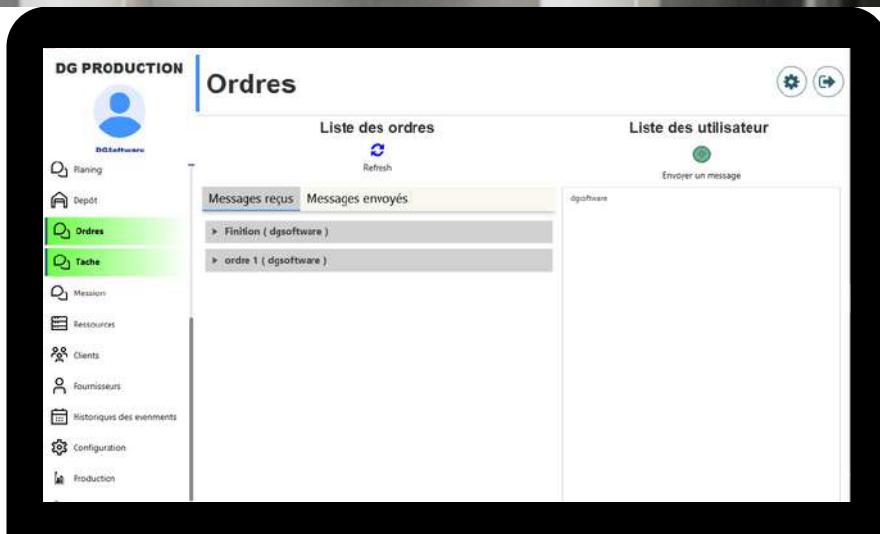 DG PRODUCTION
DGSoftware
Planing
Depôt
Ordres
Tache
Mession
Ressources
Clients
Fournisseurs
Historiques des evenments
Configuration
Production
Ordres
Liste des ordres
Refresh
Messages reçus Messages envoyés
Finition ( dgsoftware )
ordre 1 ( dgsoftware )
Liste des utilisateur
Envoyer un message
dgsoftware